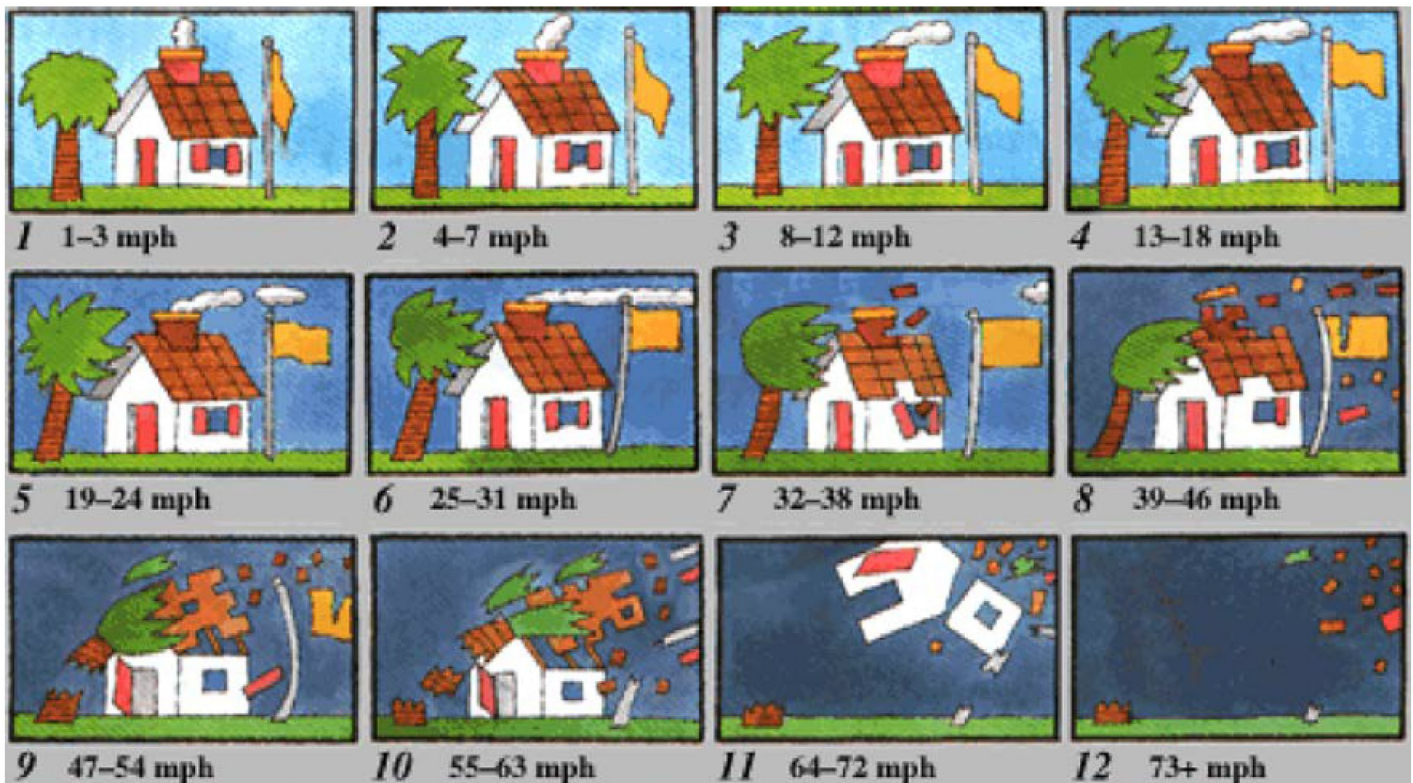 1 1–3 mph
2 4–7 mph
3 8–12 mph
4 13–18 mph
5 19–24 mph
6 25–31 mph
7 32–38 mph
8 39–46 mph
9 47–54 mph
10 55–63 mph
11 64–72 mph
12 73+ mph